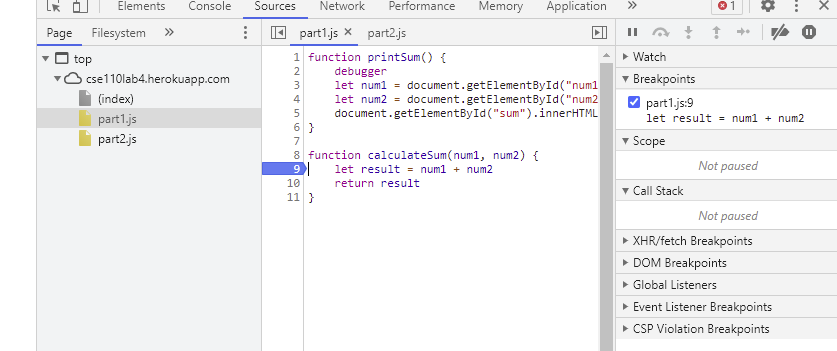 Elements Console Sources Network Performance Memory Application » 1
Page Filesystem »
part1.js × part2.js
top
cse110lab4.herokuapp.com
(index)
part1.js
part2.js
1 function printSum() {
2 debugger
3 let num1 = document.getElementById("num1
4 let num2 = document.getElementById("num2
5 document.getElementById("sum").innerHTML
6 }
7
8 function calculateSum(num1, num2) {
9 let result = num1 + num2
10 return result
11 }
Watch
Breakpoints
part1.js:9
let result = num1 + num2
Scope
Not paused
Call Stack
Not paused
XHR/fetch Breakpoints
DOM Breakpoints
Global Listeners
Event Listener Breakpoints
CSP Violation Breakpoints